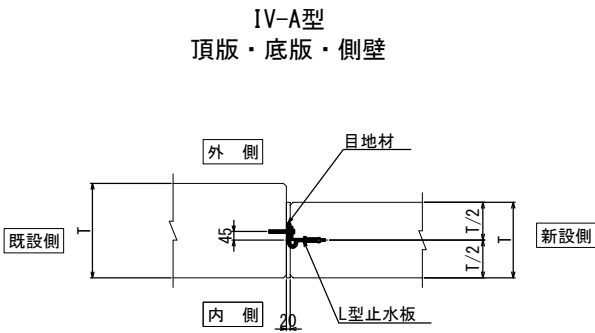 IV-A型
頂版・底版・側壁
外 側
目地材
既設側
T
45
T/2
T/2
T
新設側
内 側
20
L型止水板